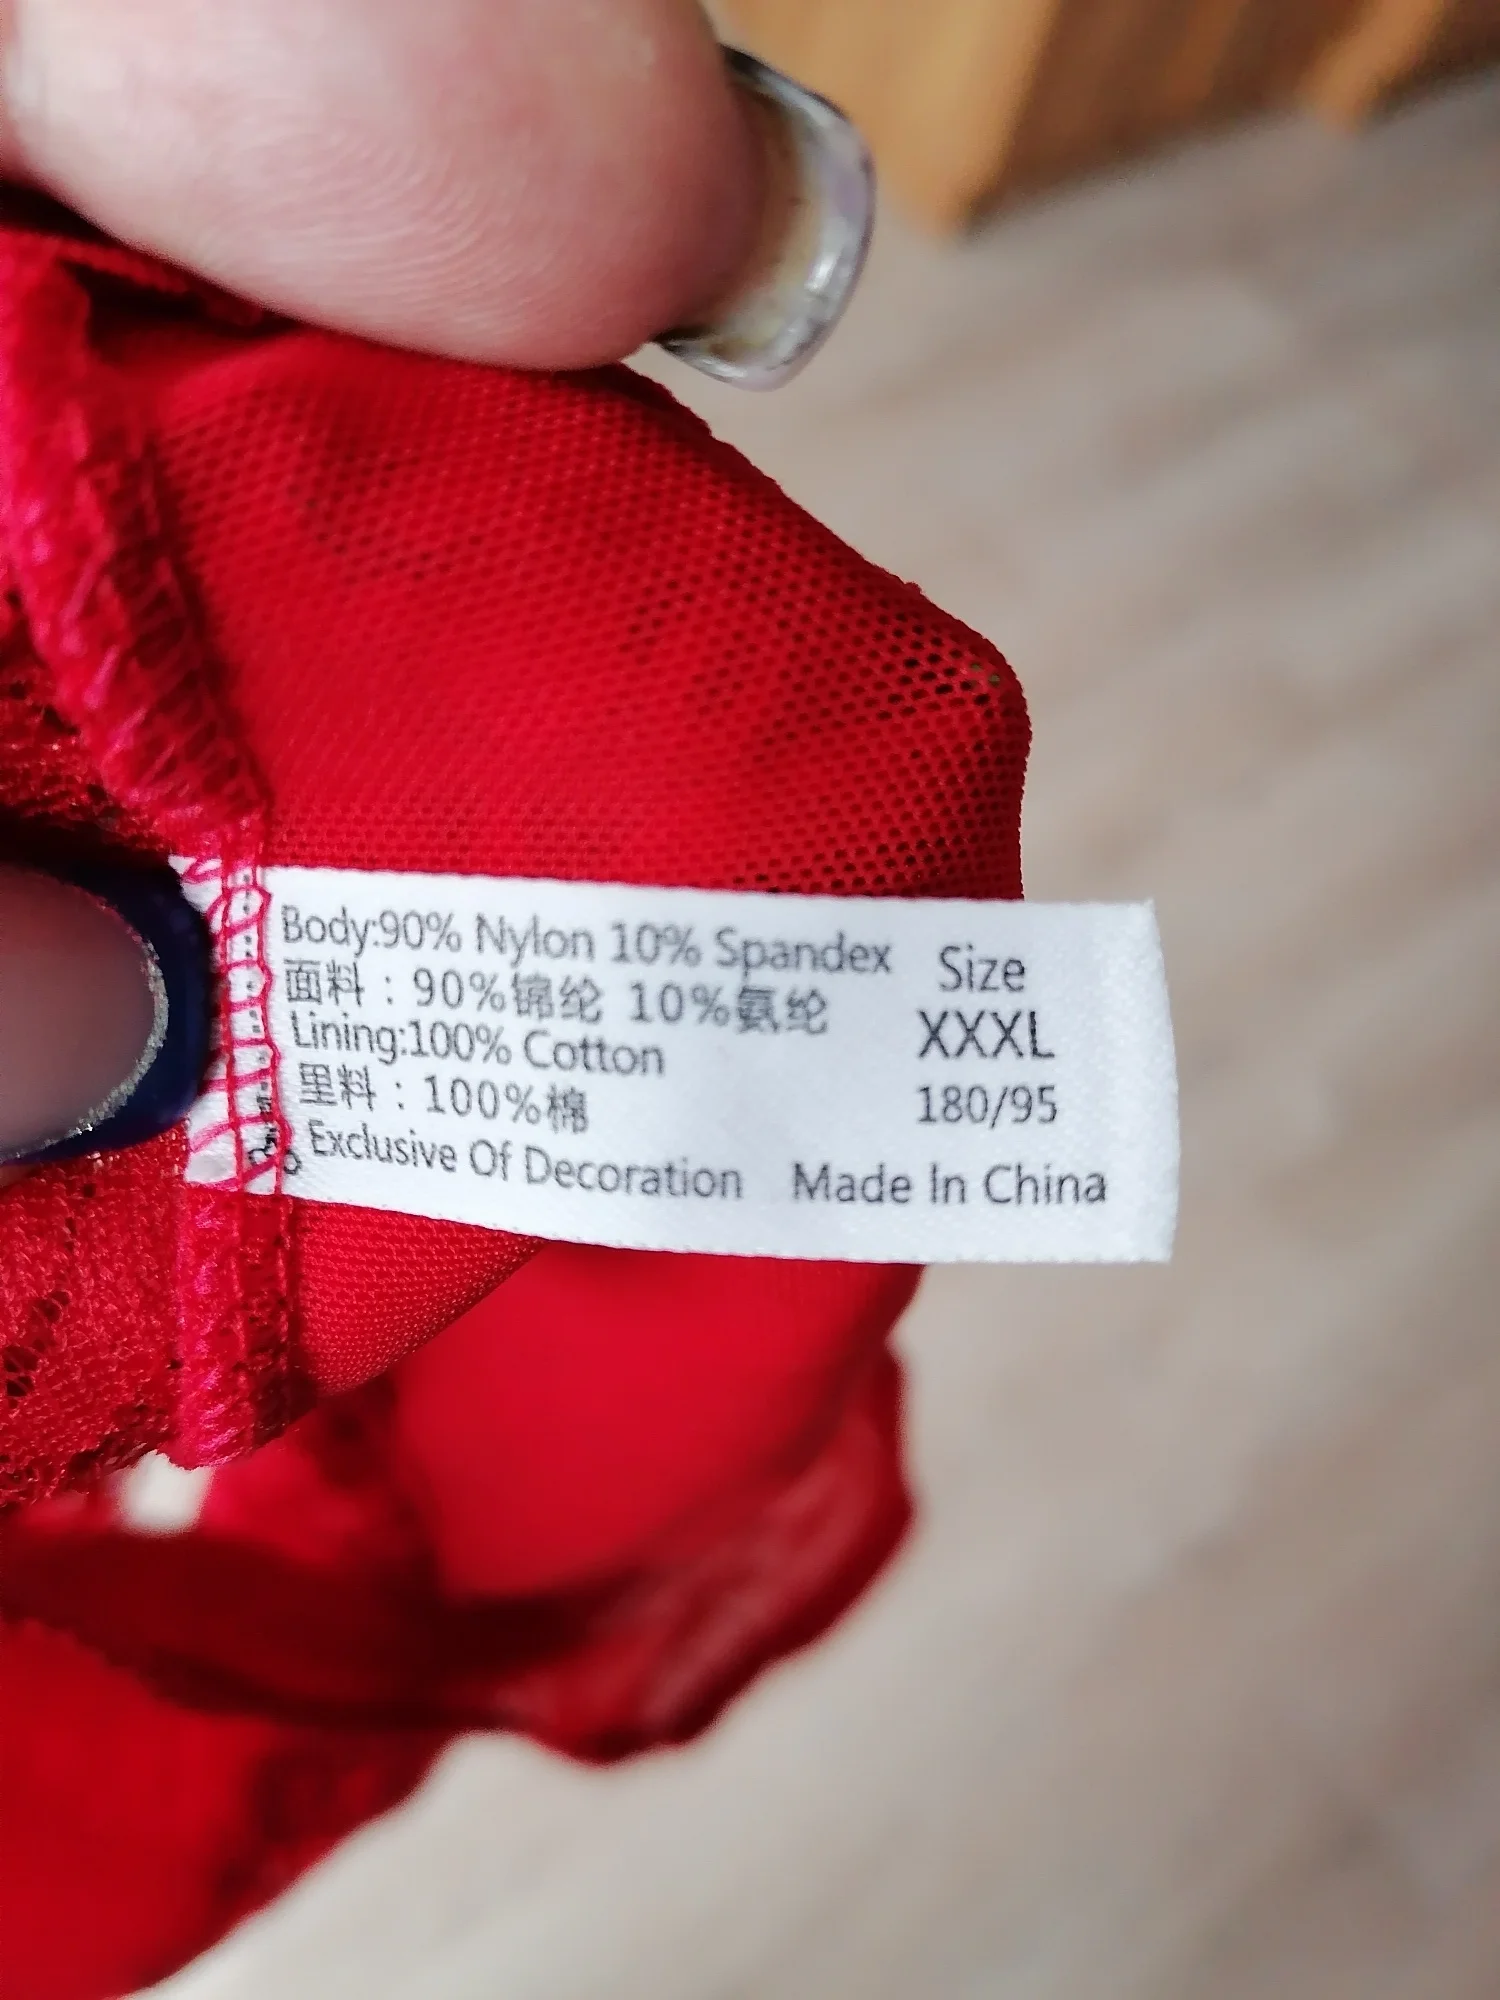 Body:90% Nylon 10% Spandex
面料：90%锦纶 10%氨纶
Lining:100% Cotton
里料：100%棉
Exclusive Of Decoration
Size
XXXL
180/95
Made In China